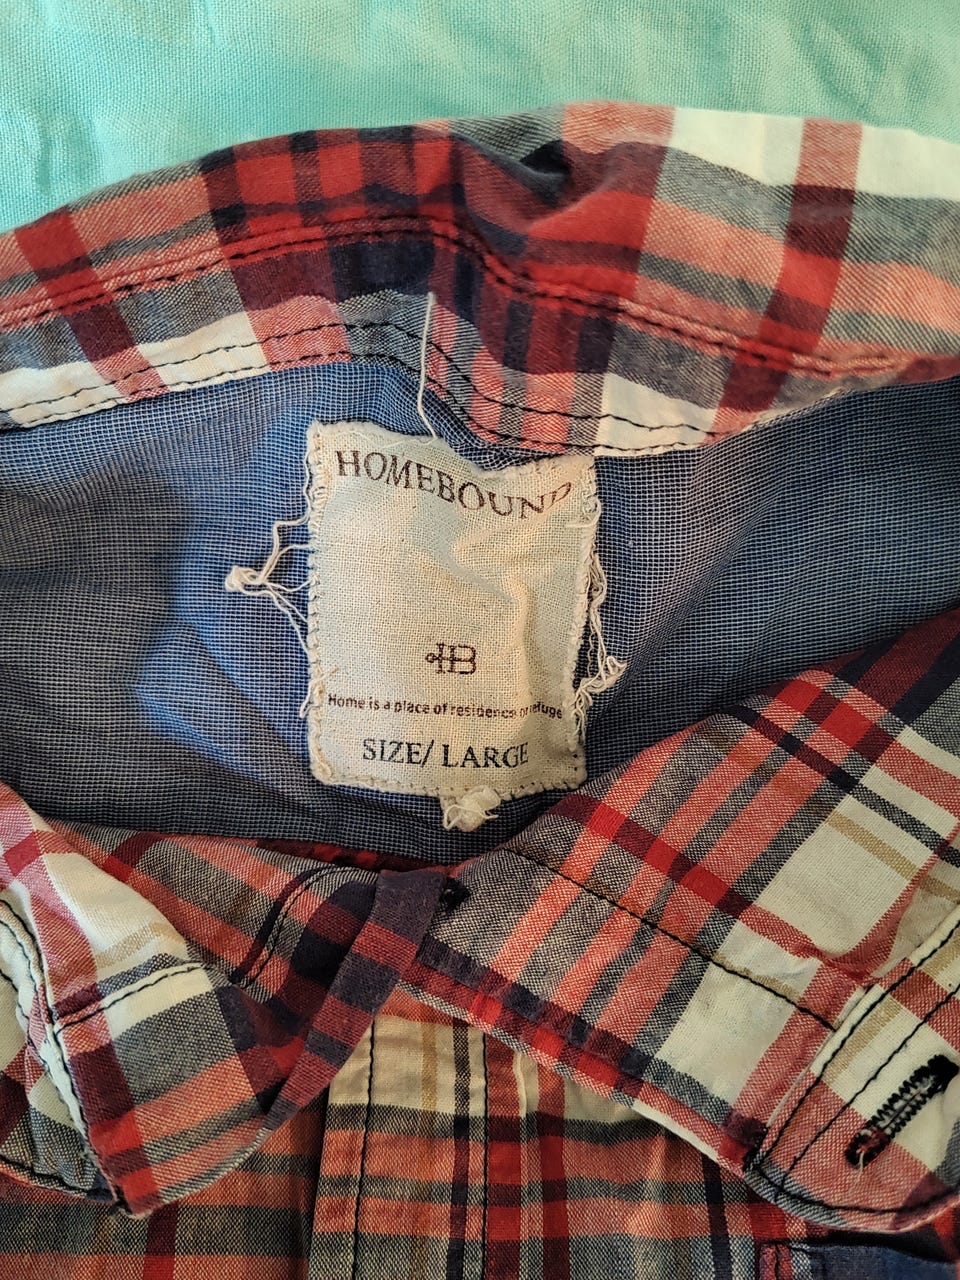 HOMEBOUND
HB
Home is a place of residence or refuge
SIZE/ LARGE